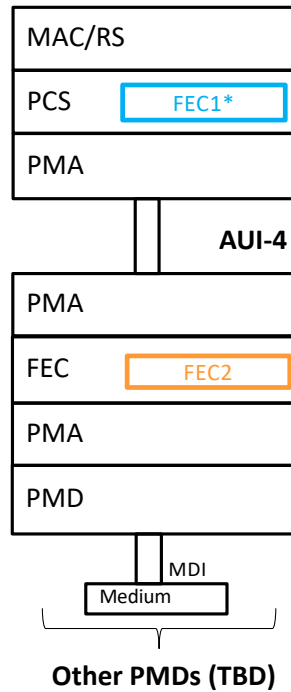 MAC/RS
PCS FEC1*
PMA
AUI-4
PMA
FEC FEC2
PMA
PMD
MDI
Medium
Other PMDs (TBD)